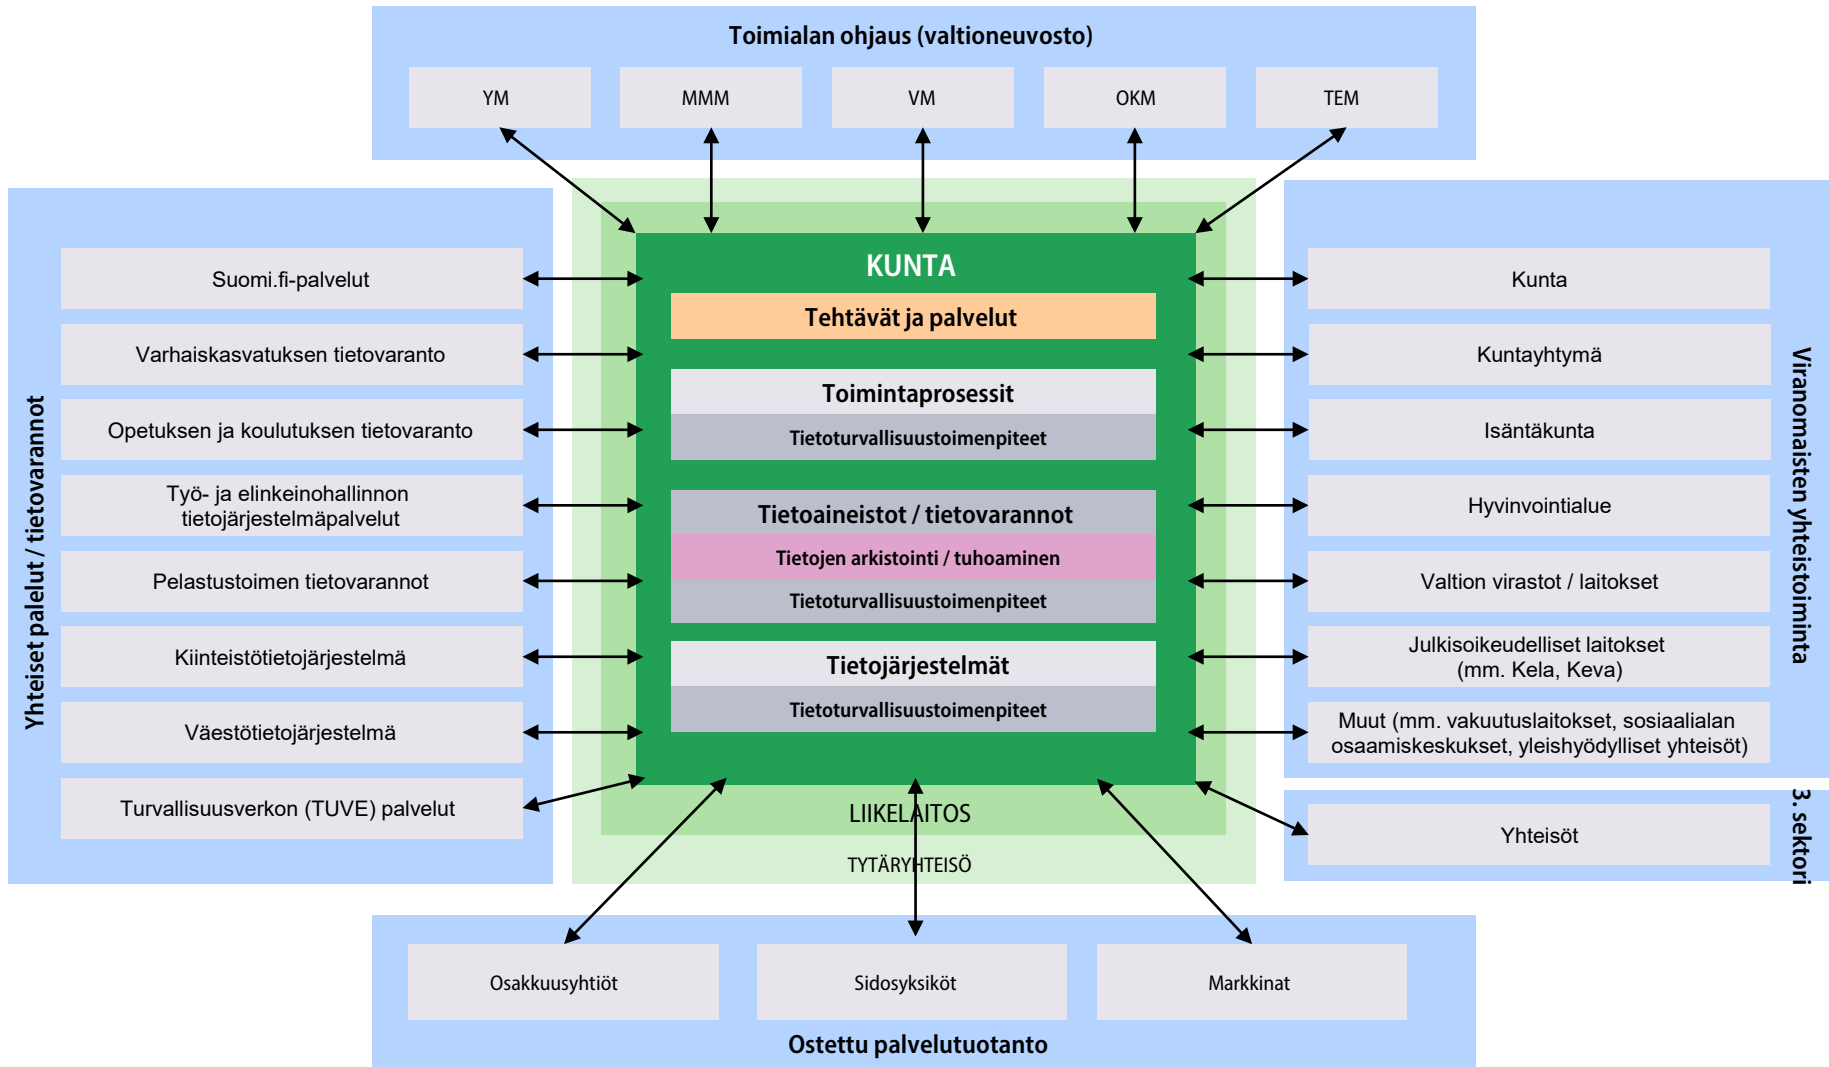 Toimialan ohjaus (valtioneuvosto)
YM
MMM
VM
OKM
TEM
Yhteiset palelut / tietovarannot
Suomi.fi-palvelut
Varhaiskasvatuksen tietovaranto
Opetuksen ja koulutuksen tietovaranto
Työ- ja elinkeinohallinnon
tietojärjestelmäpalvelut
Pelastustoimen tietovarannot
Kiinteistötietojärjestelmä
Väestötietojärjestelmä
Turvallisuusverkon (TUVE) palvelut
KUNTA
Tehtävät ja palvelut
Toimintaprosessit
Tietoturvallisuustoimenpiteet
Tietoaineistot / tietovarannot
Tietojen arkistointi / tuhoaminen
Tietoturvallisuustoimenpiteet
Tietojärjestelmät
Tietoturvallisuustoimenpiteet
LIIKELAITOS
TYTÄRYHTEISÖ
Kunta
Kuntayhtymä
Isäntäkunta
Hyvinvointialue
Valtion virastot / laitokset
Julkisoikeudelliset laitokset
(mm. Kela, Keva)
Muut (mm. vakuutuslaitokset, sosiaalialan
osaamiskeskukset, yleishyödylliset yhteisöt)
Viranomaisten yhteistoiminta
Yhteisöt
3. sektori
Osakkuusyhtiöt
Sidosyksiköt
Markkinat
Ostettu palvelutuotanto